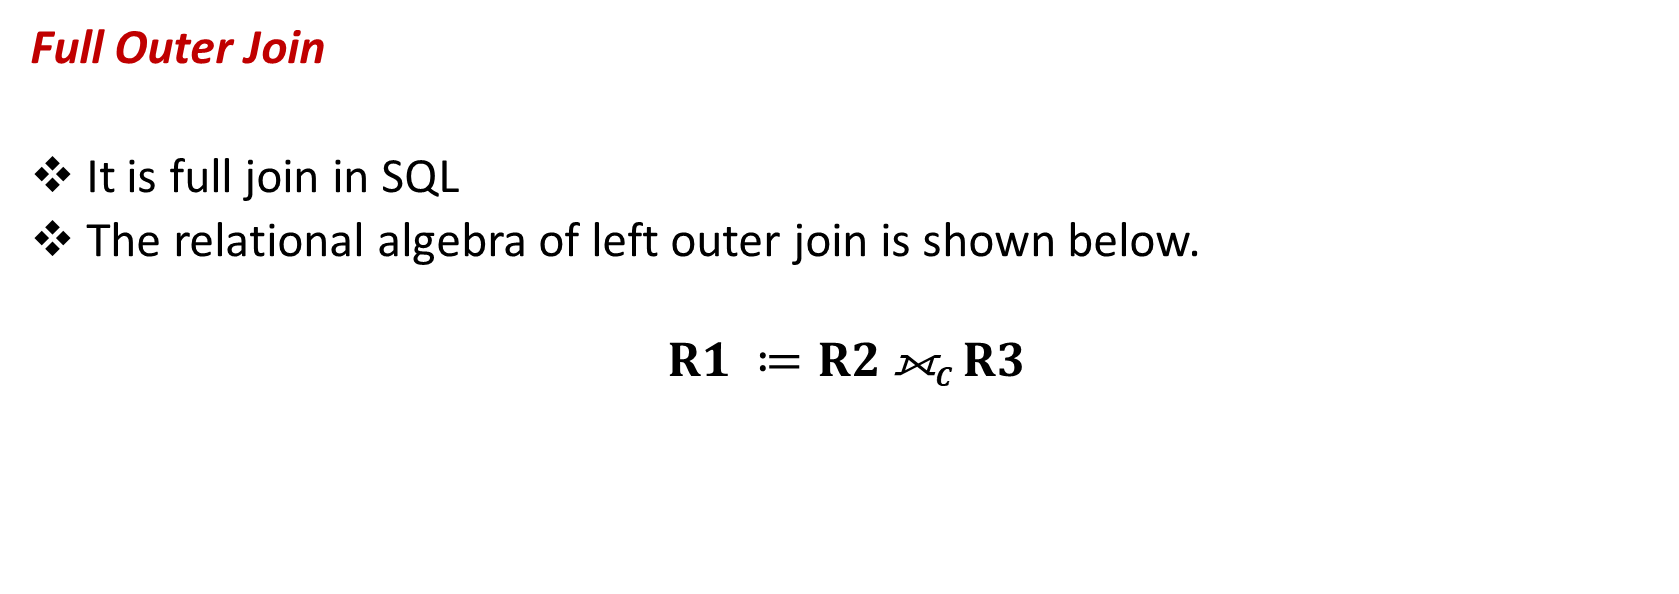 Full Outer Join
❖ It is full join in SQL
❖ The relational algebra of left outer join is shown below.
R1 ≔ R2 ⟗C R3